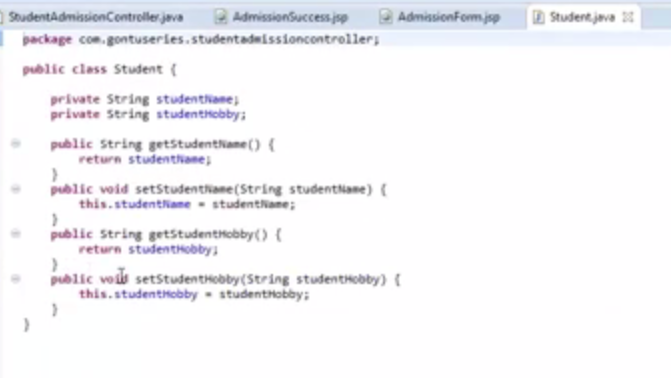 StudentAdmissionController.java AdmissionSuccess.jsp AdmissionForm.jsp Student.java
package com.gontuseries.studentadmissioncontroller;
public class Student {
private String studentName;
private String studentHobby;
public String getStudentName() {
return studentName;
}
public void setStudentName(String studentName) {
this.studentName = studentName;
}
public String getStudentHobby() {
return studentHobby;
}
public void setStudentHobby(String studentHobby) {
this.studentHobby = studentHobby;
}
}